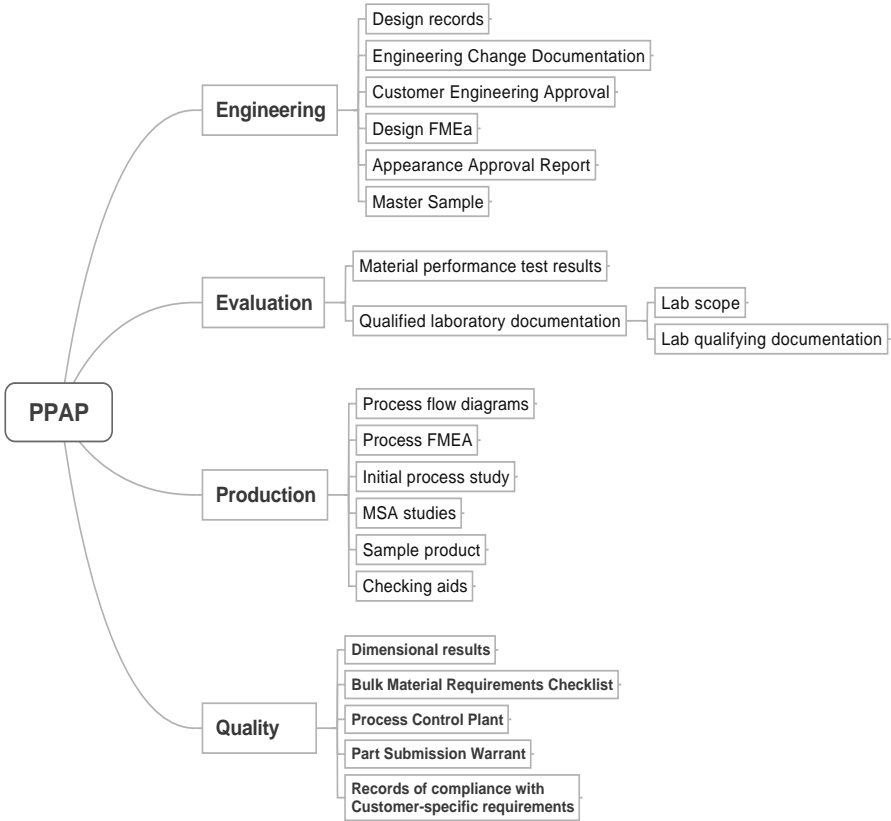 PPAP
Engineering
Design records
Engineering Change Documentation
Customer Engineering Approval
Design FMEa
Appearance Approval Report
Master Sample
Evaluation
Material performance test results
Qualified laboratory documentation
Lab scope
Lab qualifying documentation
Production
Process flow diagrams
Process FMEA
Initial process study
MSA studies
Sample product
Checking aids
Quality
Dimensional results
Bulk Material Requirements Checklist
Process Control Plant
Part Submission Warrant
Records of compliance with
Customer-specific requirements